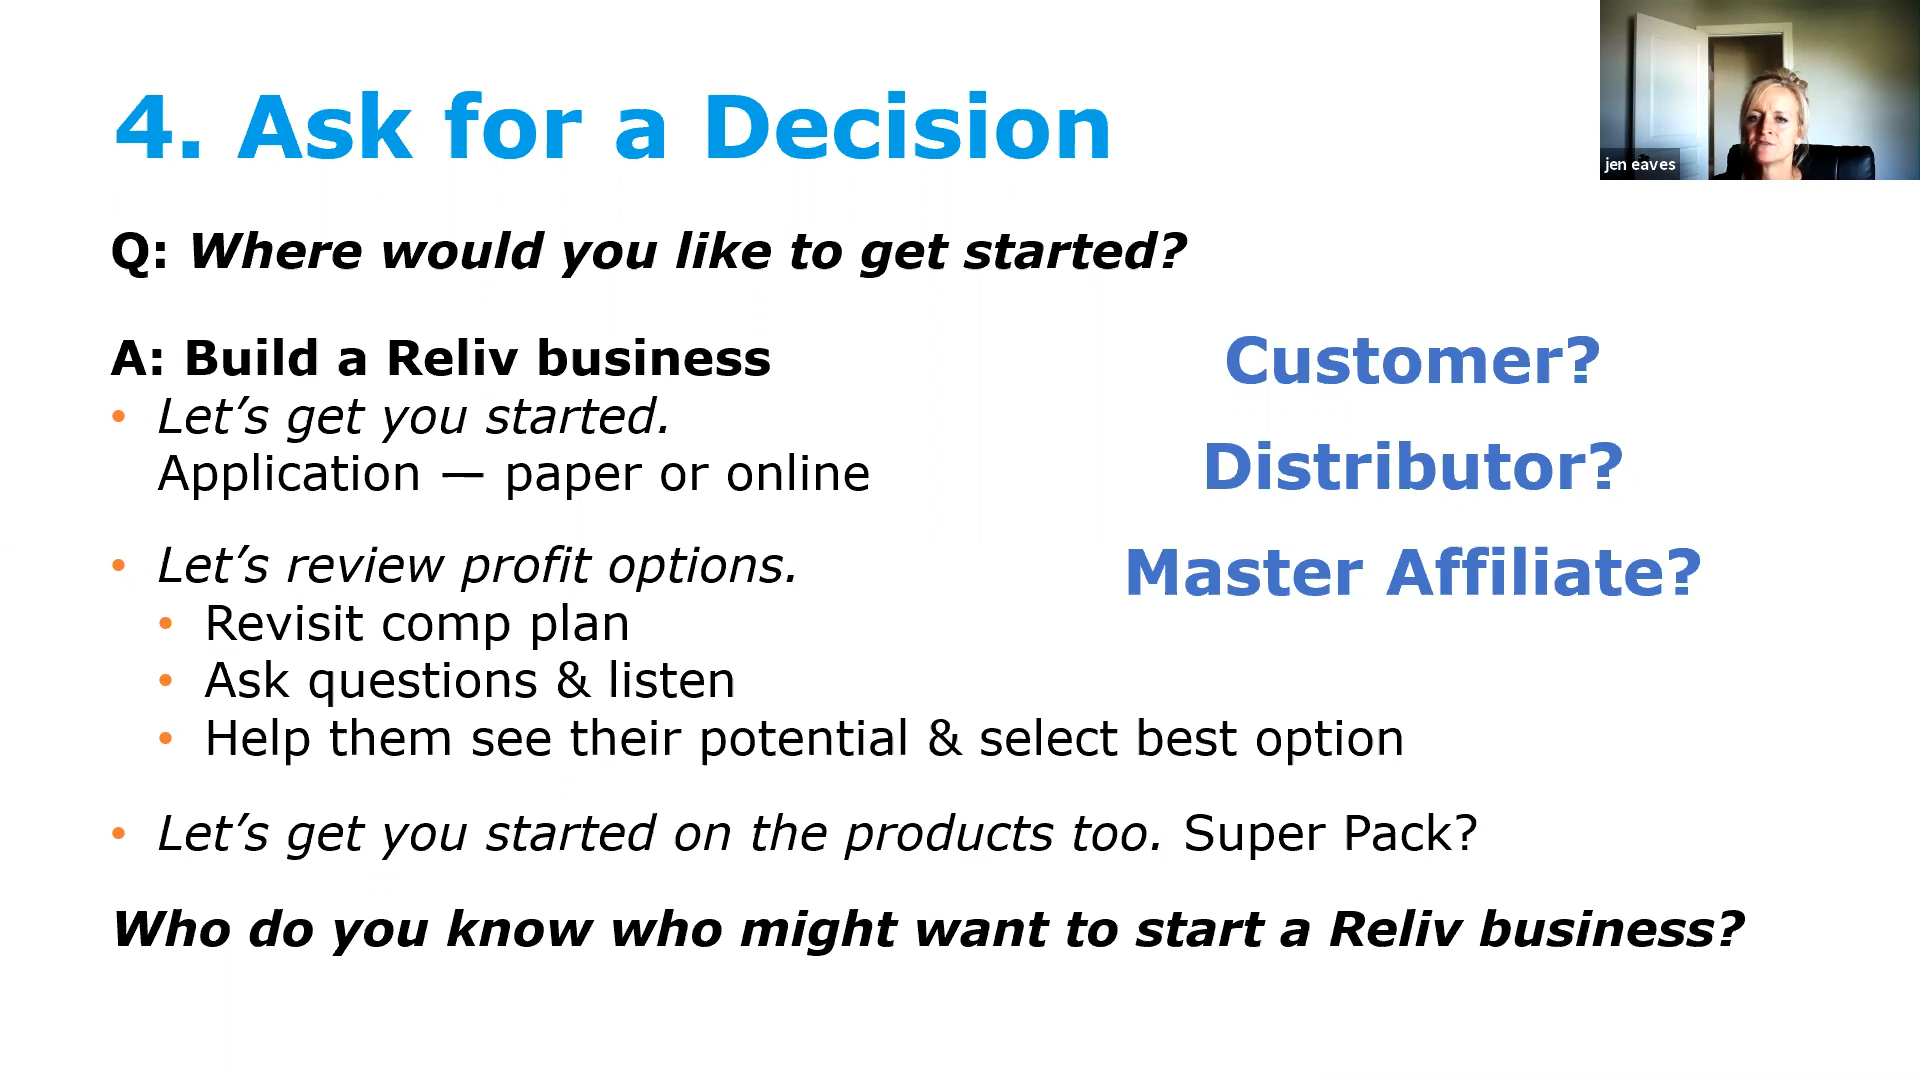 4. Ask for a Decision
jen eaves
Q: Where would you like to get started?
A: Build a Reliv business
• Let’s get you started.
Application — paper or online
• Let’s review profit options.
• Revisit comp plan
• Ask questions & listen
• Help them see their potential & select best option
• Let’s get you started on the products too. Super Pack?
Customer?
Distributor?
Master Affiliate?
Who do you know who might want to start a Reliv business?